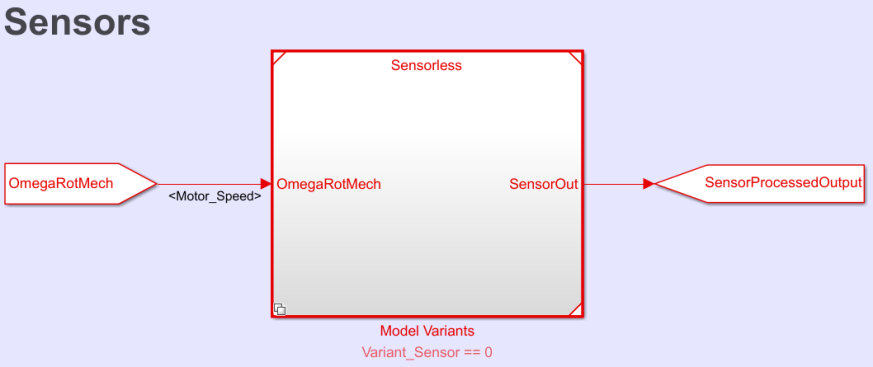 Sensors
Sensorless
OmegaRotMech
<Motor_Speed>
OmegaRotMech
SensorOut
SensorProcessedOutput
Model Variants
Variant_Sensor == 0